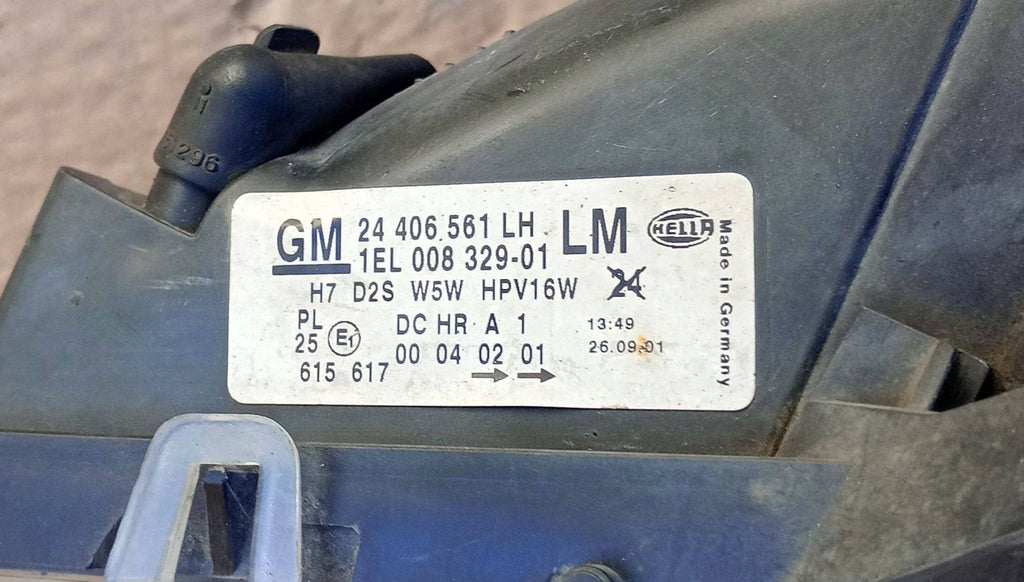 296
GM 24 406 561 LH LM HELLA
1EL 008 329-01
H7 D2S W5W HPV16W 24
PL DC HR A 1 13:49
25 E1 00 04 02 01 26.09.01
615 617
Made in Germany